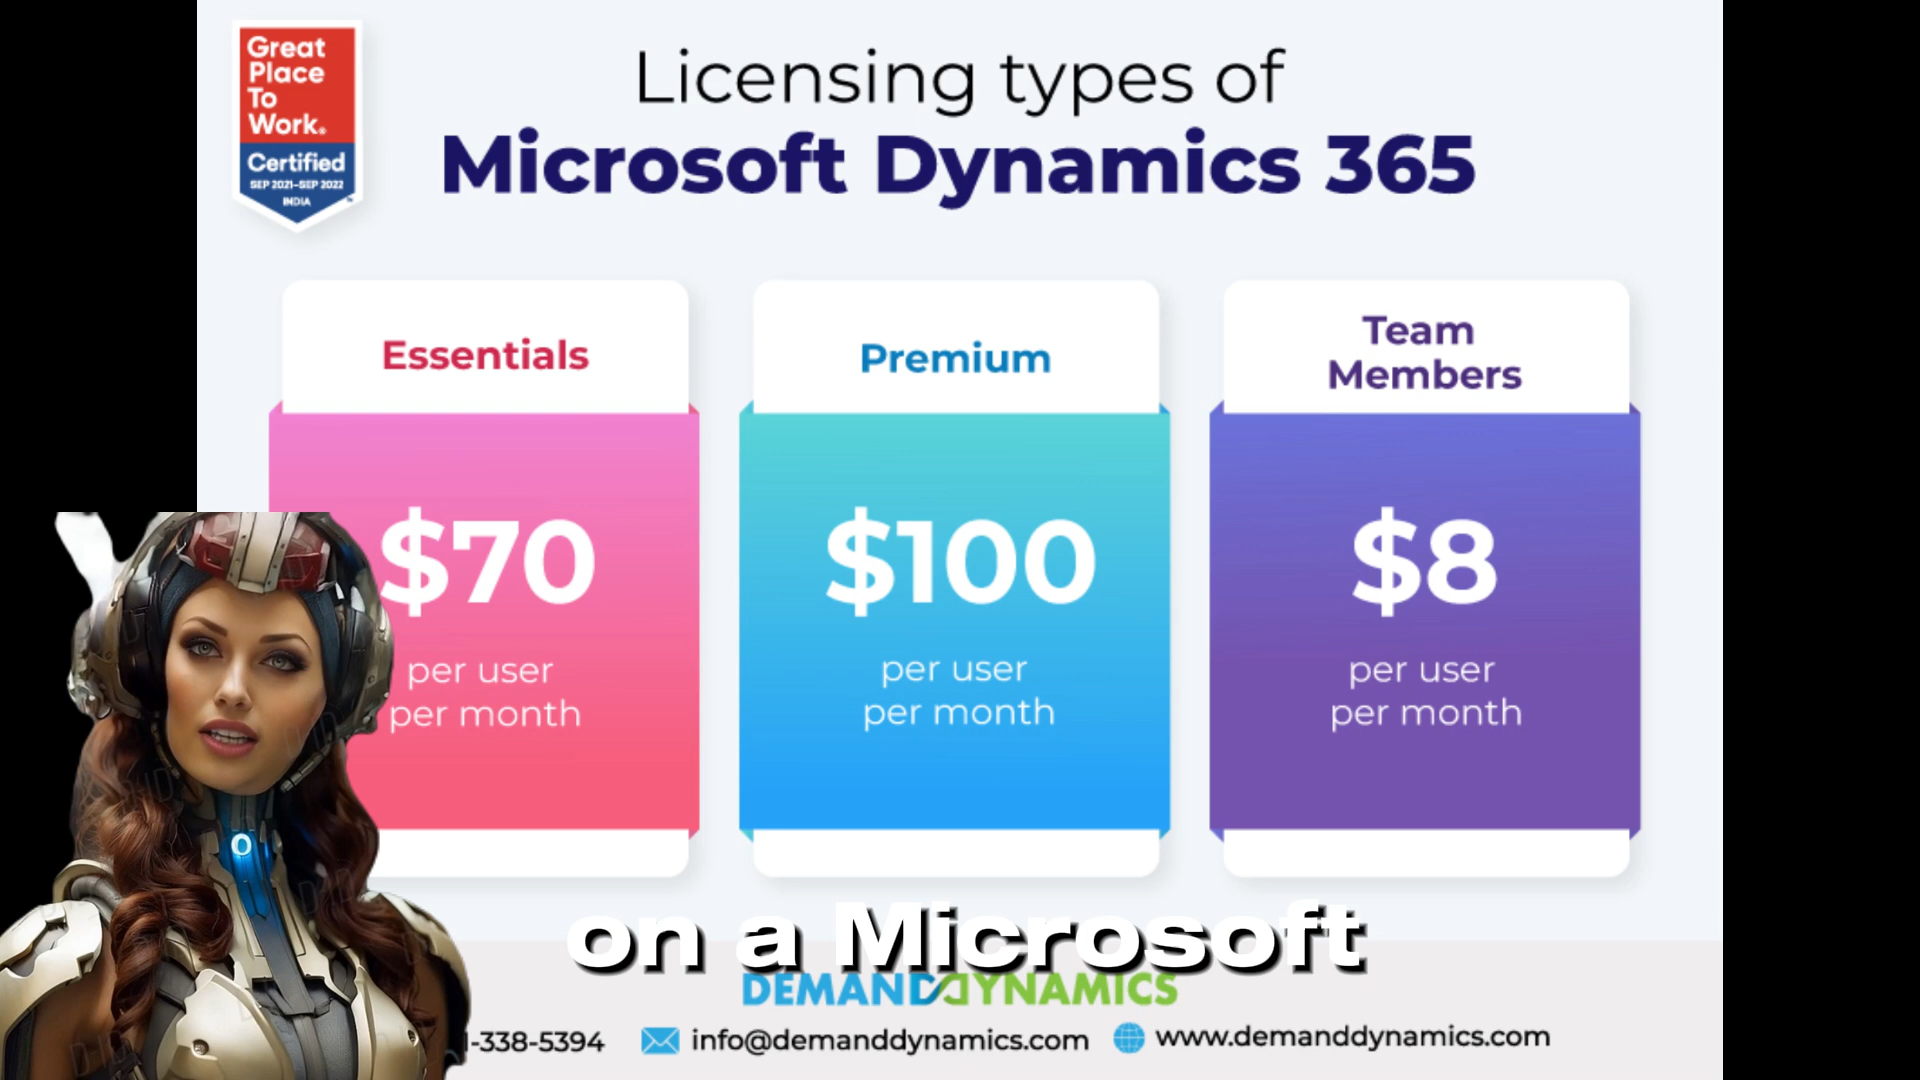 Great
Place
To
Work.
Certified
SEP 2021-SEP 2022
INDIA
Licensing types of
Microsoft Dynamics 365
Essentials
$70
per user
per month
Premium
$100
per user
per month
Team
Members
$8
per user
per month
on a Microsoft
DEMANDDYNAMICS
-338-5394
info@demanddynamics.com
www.demanddynamics.com